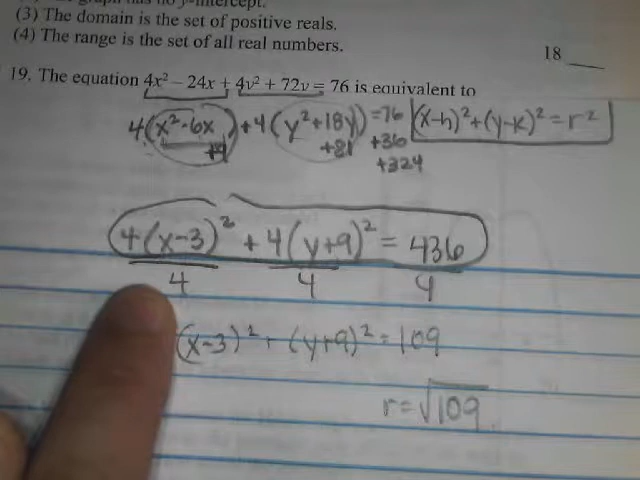 (3) The domain is the set of positive reals.
(4) The range is the set of all real numbers.
18 ___
19. The equation 4x² – 24x + 4y² + 72y = 76 is equivalent to
4(x²-6x )+4(y²+18y)=76 (x-h)²+(y-k)²=r²
+9 +81 +36
+324
4(x-3)² + 4(y+9)² = 436
4 4 4
(x-3)² + (y+9)² = 109
r=√109